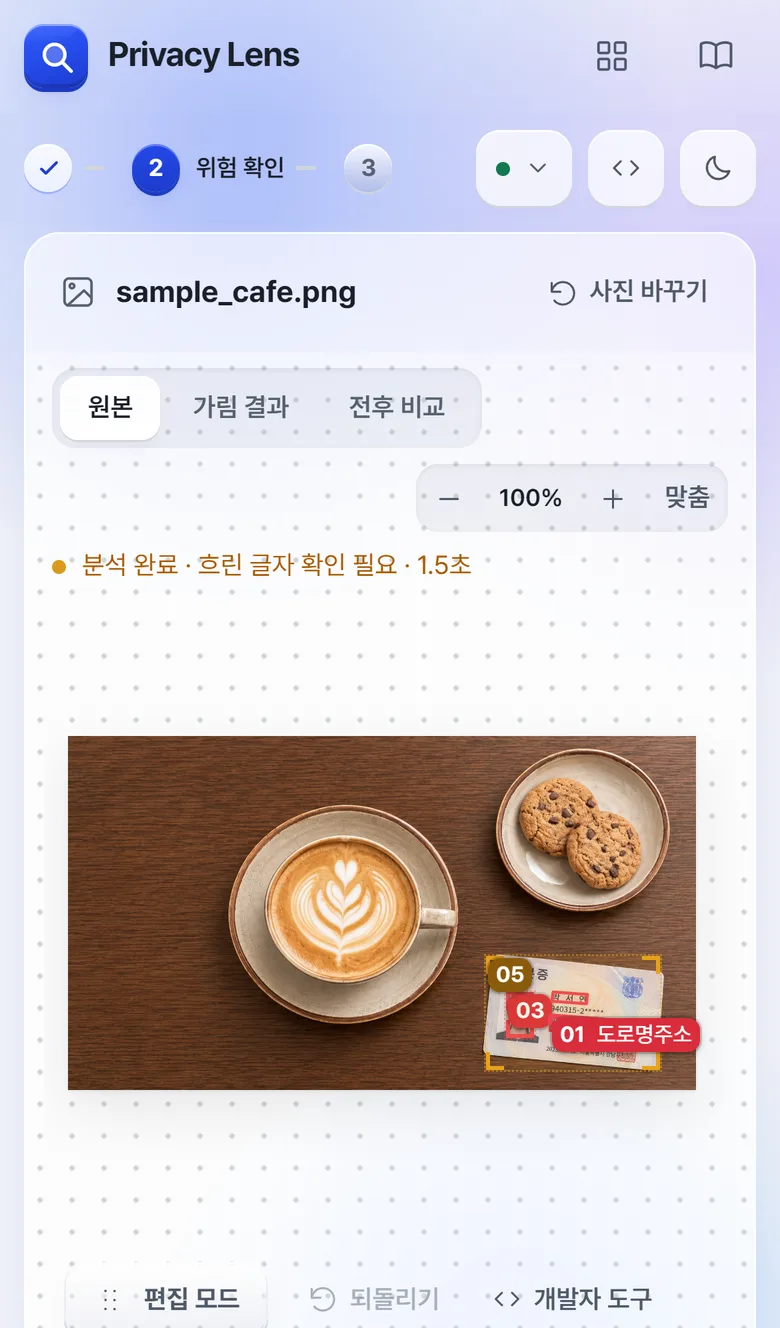 Privacy Lens
2 위험 확인 3
sample_cafe.png 사진 바꾸기
원본 가림 결과 전후 비교
100% 맞춤
분석 완료 · 흐린 글자 확인 필요 · 1.5초
05 증
03
940315-2*****
01 도로명주소
편집 모드 되돌리기 개발자 도구